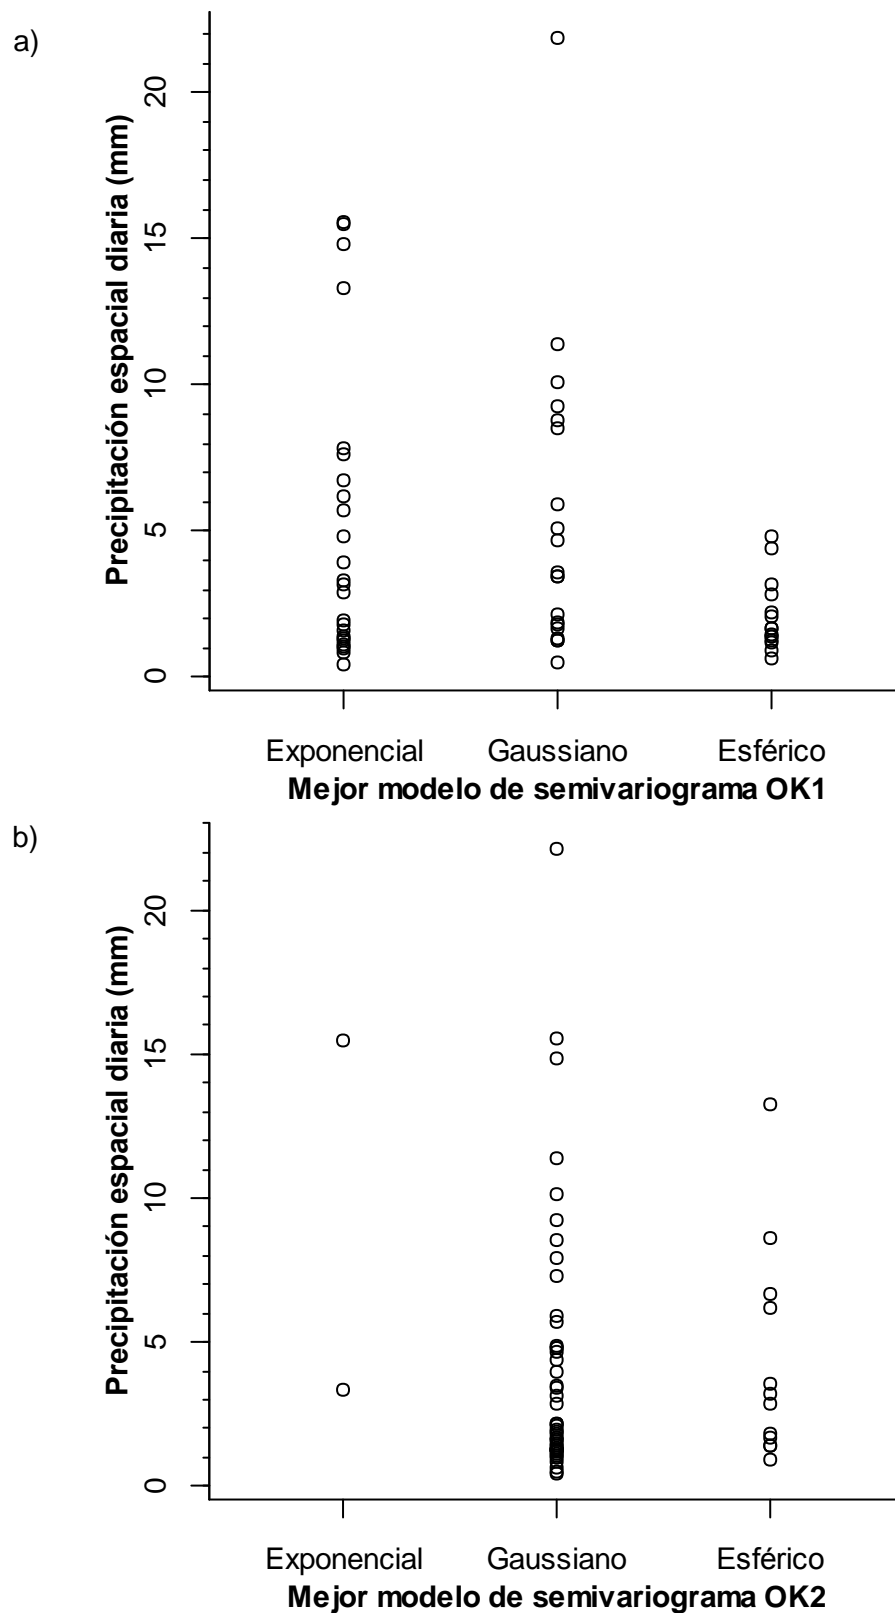 a)
Precipitación espacial diaria (mm)
20
15
10
5
0
Exponencial Gaussiano Esférico
Mejor modelo de semivariograma OK1
b)
Precipitación espacial diaria (mm)
20
15
10
5
0
Exponencial Gaussiano Esférico
Mejor modelo de semivariograma OK2